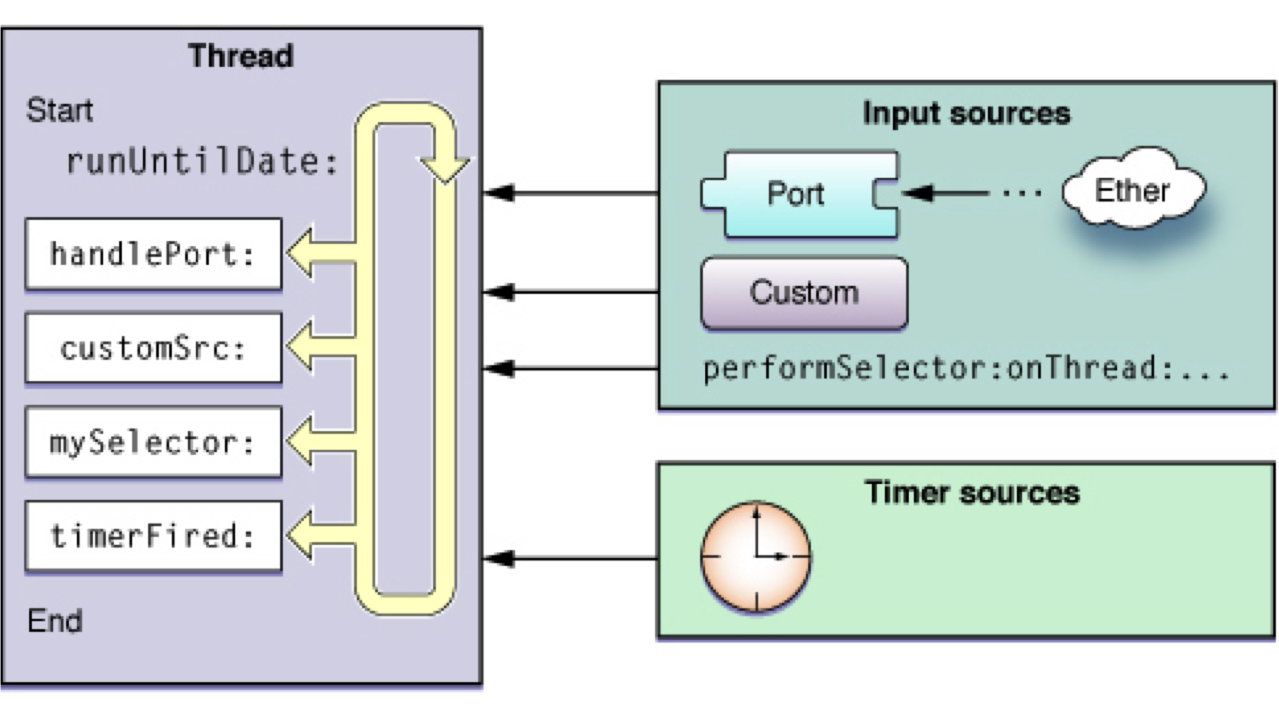 Thread
Start
runUntilDate:
handlePort:
customSrc:
mySelector:
timerFired:
End
Input sources
Port
...
Ether
Custom
performSelector:onThread:...
Timer sources